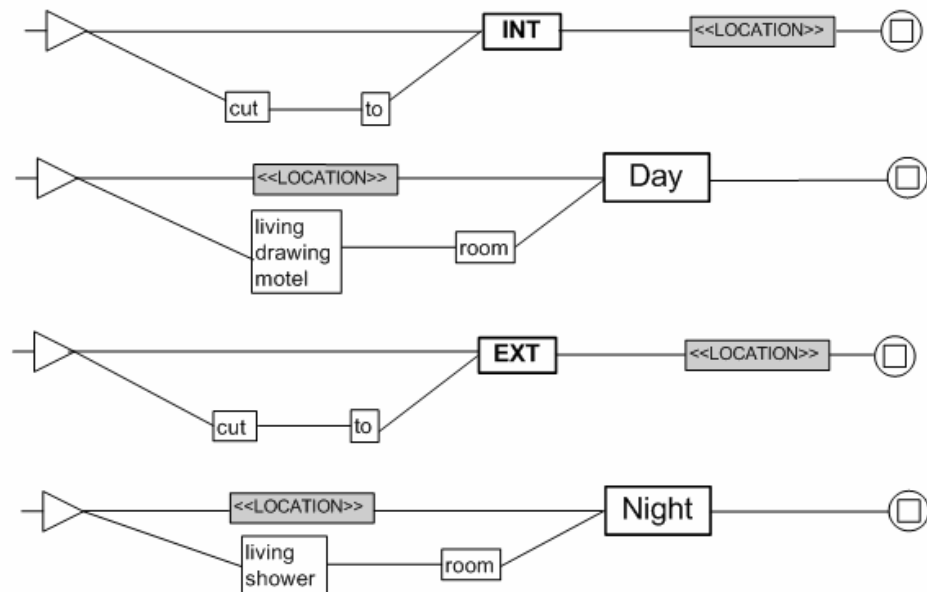 INT
<<LOCATION>>
cut
to
<<LOCATION>>
Day
living
drawing
motel
room
EXT
<<LOCATION>>
cut
to
<<LOCATION>>
Night
living
shower
room